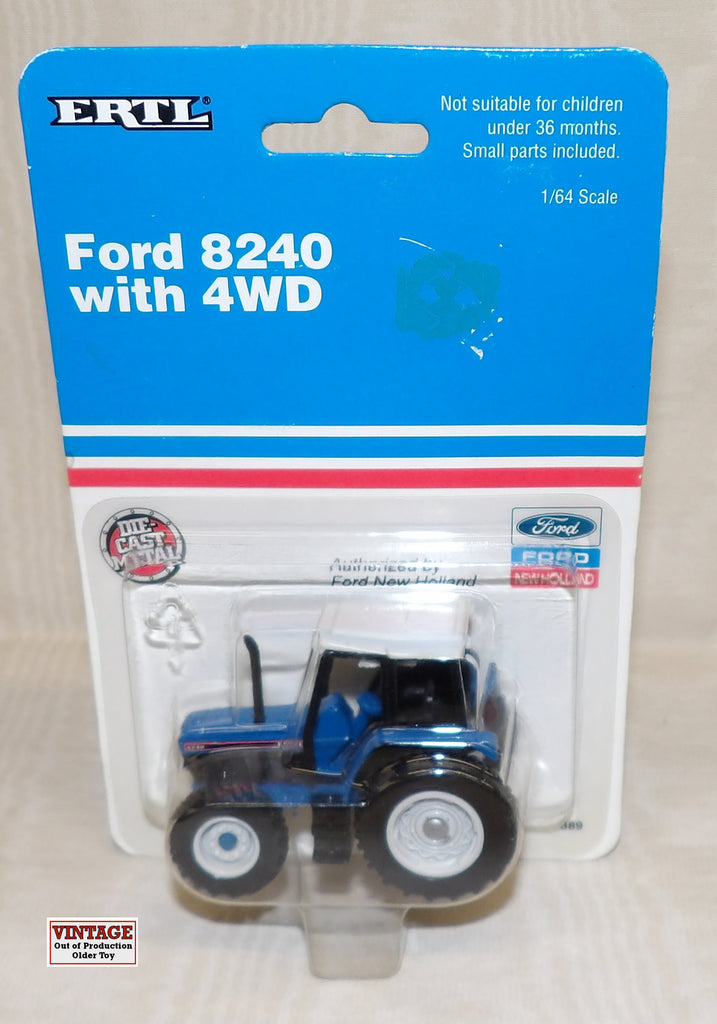 ERTL®
Not suitable for children
under 36 months.
Small parts included.
1/64 Scale
Ford 8240
with 4WD
DIE-
CAST
METAL
Ford
FORD
NEW HOLLAND
Authorized by
Ford New Holland
389
VINTAGE
Out of Production
Older Toy